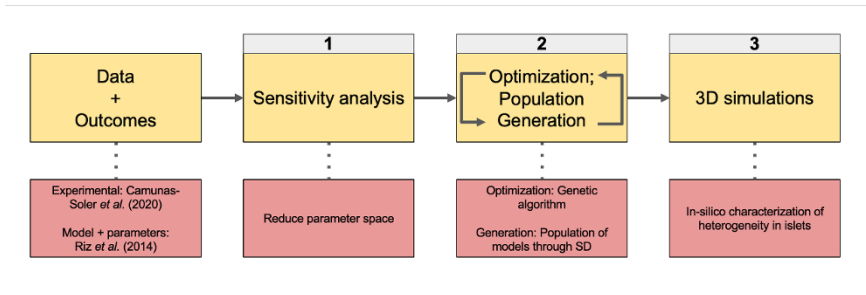 1
2
3
Data
+
Outcomes
Sensitivity analysis
Optimization;
Population
Generation
3D simulations
Experimental: Camunas-
Soler et al. (2020)
Model + parameters:
Riz et al. (2014)
Reduce parameter space
Optimization: Genetic
algorithm
Generation: Population of
models through SD
In-silico characterization of
heterogeneity in islets